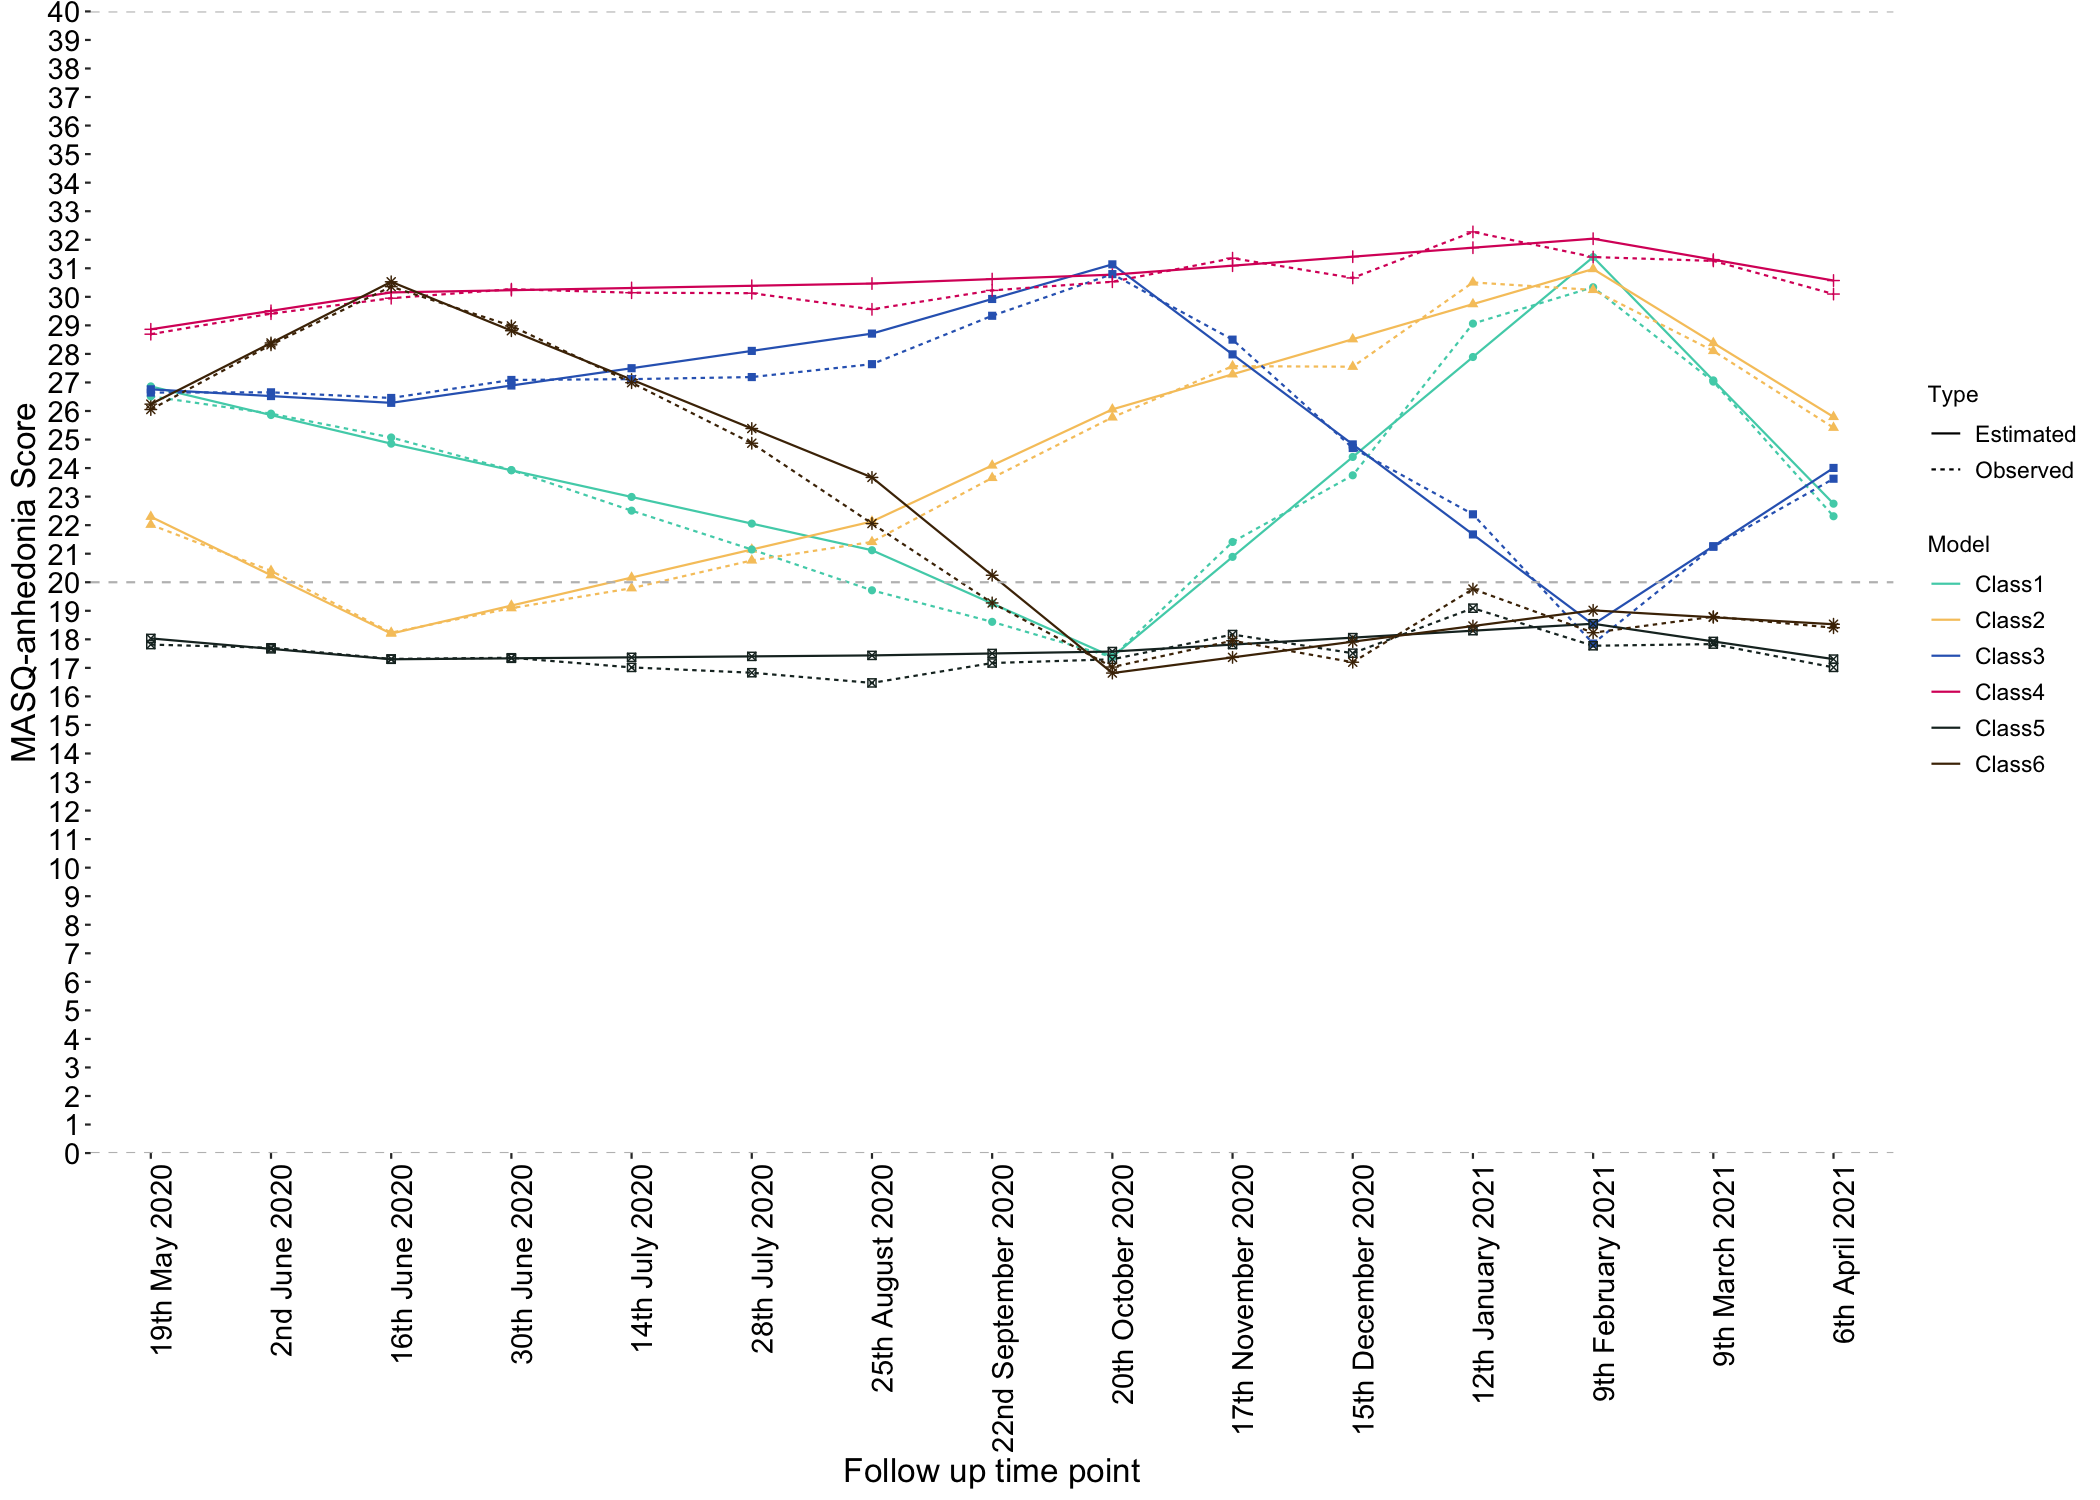 MASQ-anhedonia Score
40
39
38
37
36
35
34
33
32
31
30
29
28
27
26
25
24
23
22
21
20
19
18
17
16
15
14
13
12
11
10
9
8
7
6
5
4
3
2
1
0
19th May 2020
2nd June 2020
16th June 2020
30th June 2020
14th July 2020
28th July 2020
25th August 2020
22nd September 2020
20th October 2020
17th November 2020
15th December 2020
12th January 2021
9th February 2021
9th March 2021
6th April 2021
Follow up time point
Type
Estimated
Observed
Model
Class1
Class2
Class3
Class4
Class5
Class6